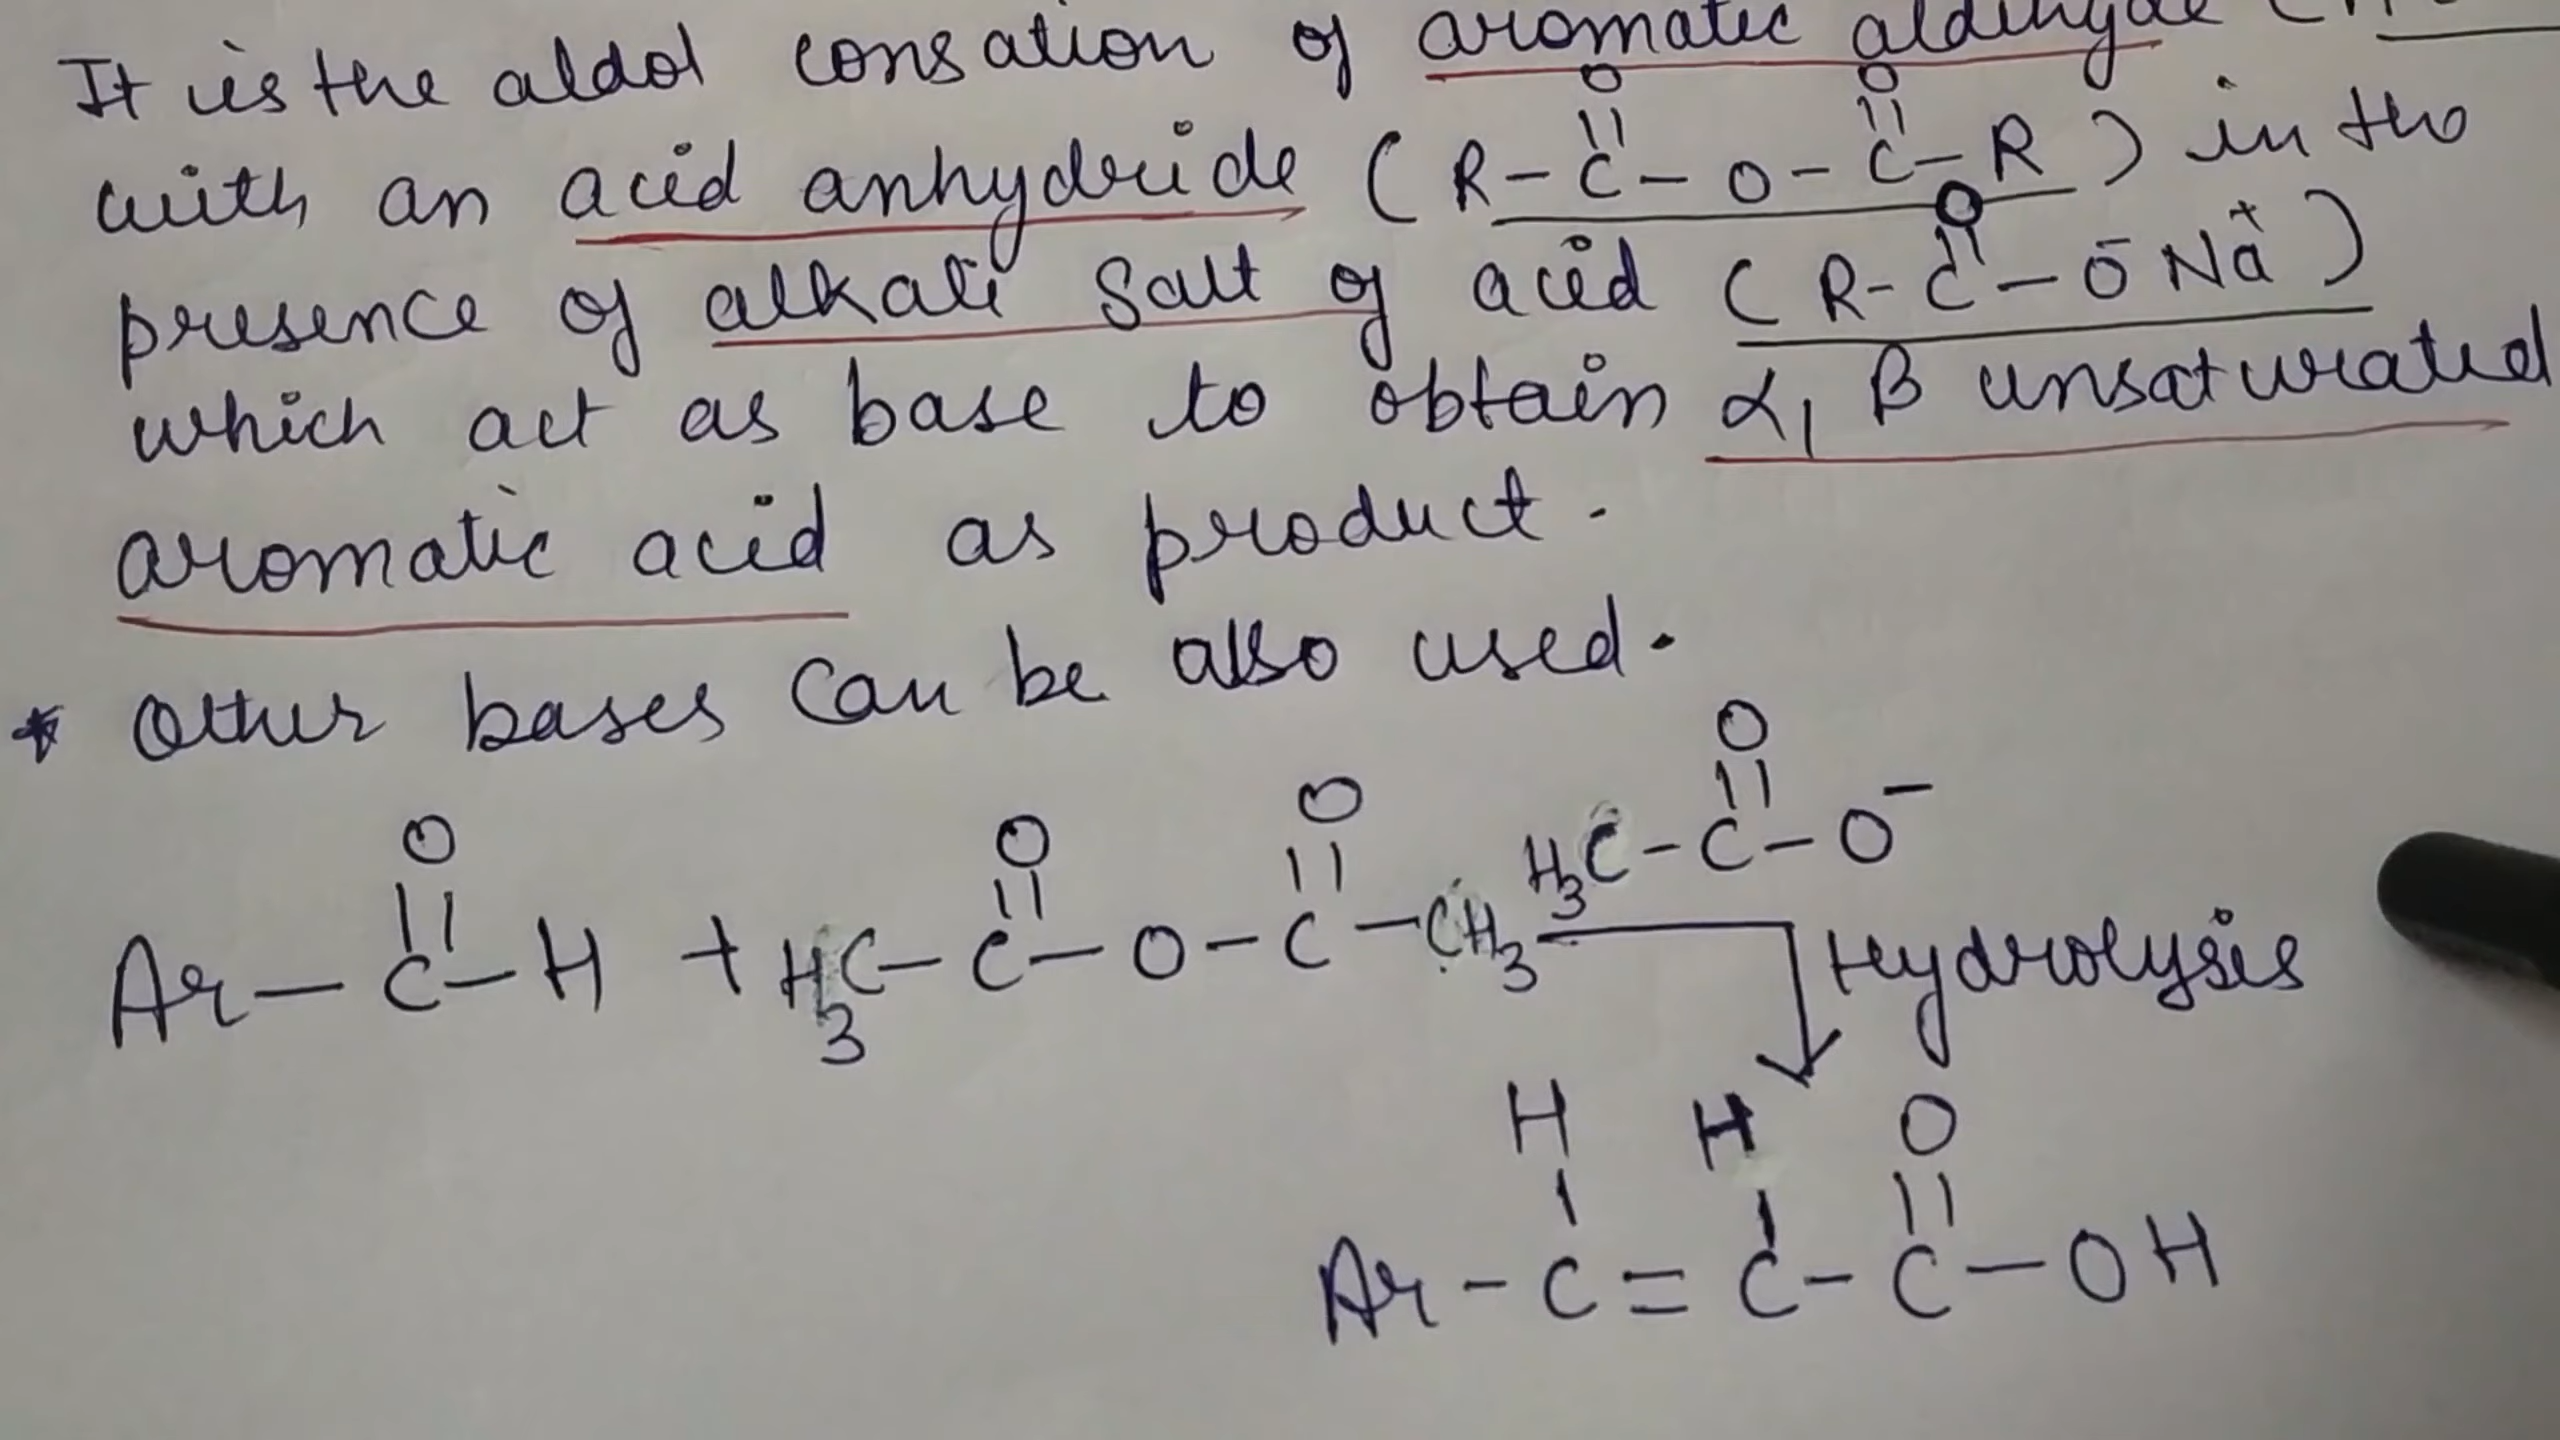 It is the aldol consation of aromatic aldehyde (
with an acid anhydride (R-C-O-C-R) in the
O O
presence of alkali salt of acid (R-C-O⁻Na⁺)
O
which act as base to obtain α, β unsaturated
aromatic acid as product.
* Other bases can be also used.
O
H₃C-C-O⁻
O O O
Ar-C-H + H₃C-C-O-C-CH₃
Hydrolysis
H H O
Ar-C=C-C-OH